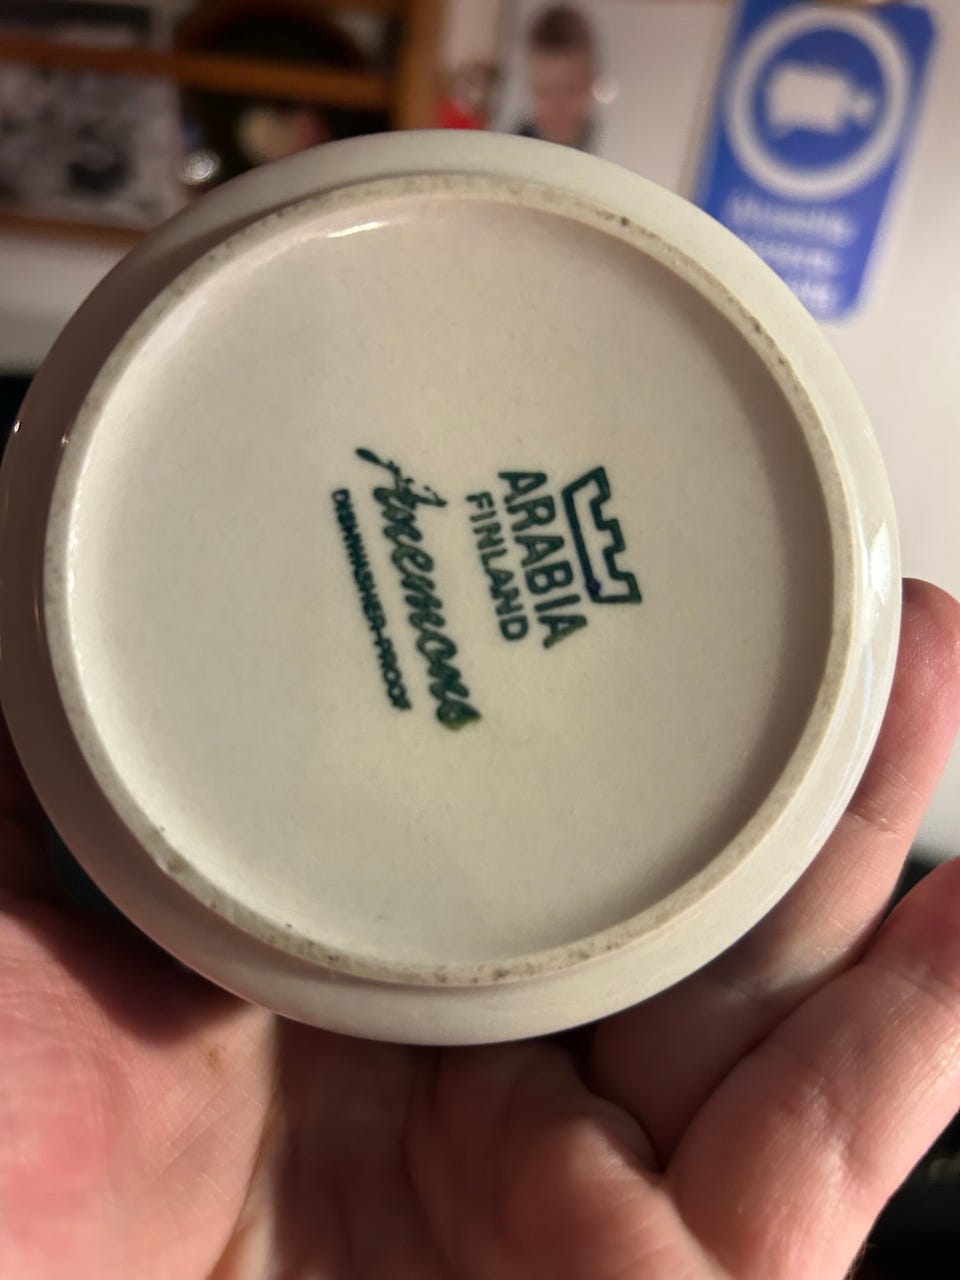 ARABIA
FINLAND
Anemone
DISHWASHER-PROOF